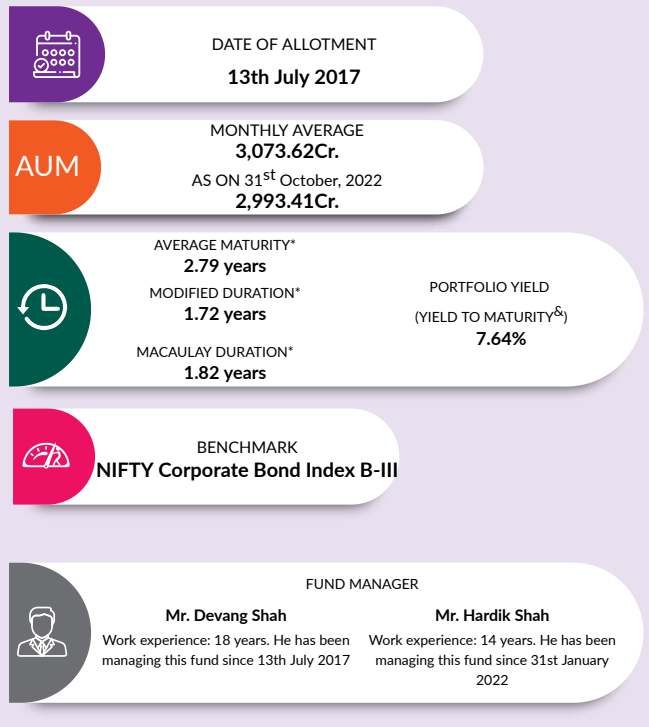 DATE OF ALLOTMENT
13th July 2017
AUM
MONTHLY AVERAGE
3,073.62Cr.
AS ON 31st October, 2022
2,993.41Cr.
AVERAGE MATURITY*
2.79 years
MODIFIED DURATION*
1.72 years
MACAULAY DURATION*
1.82 years
PORTFOLIO YIELD
(YIELD TO MATURITY&)
7.64%
BENCHMARK
NIFTY Corporate Bond Index B-III
FUND MANAGER
Mr. Devang Shah
Work experience: 18 years. He has been
managing this fund since 13th July 2017
Mr. Hardik Shah
Work experience: 14 years. He has been
managing this fund since 31st January
2022